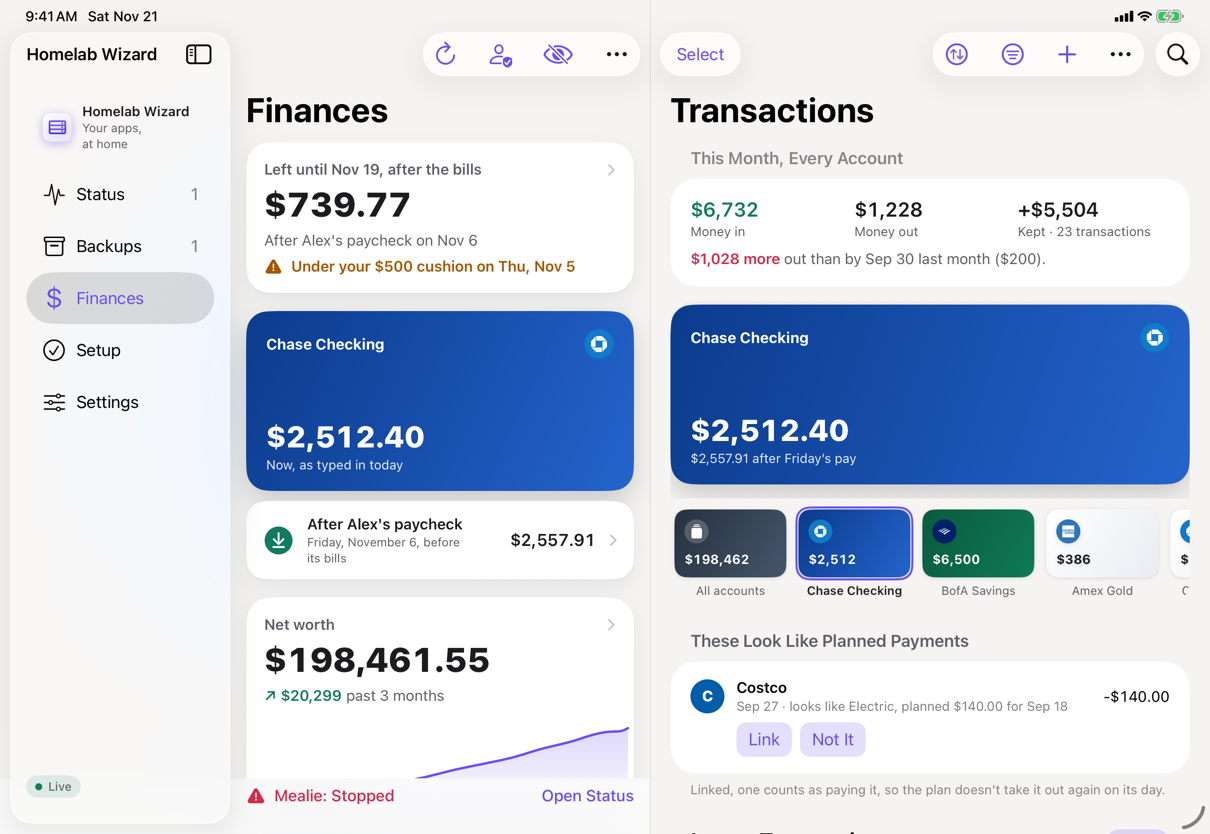 9:41 AM Sat Nov 21
Homelab Wizard
Homelab Wizard
Your apps,
at home
Status 1
Backups 1
Finances
Setup
Settings
Live
Finances
Left until Nov 19, after the bills
$739.77
After Alex's paycheck on Nov 6
Under your $500 cushion on Thu, Nov 5
Chase Checking
$2,512.40
Now, as typed in today
After Alex's paycheck
Friday, November 6, before
its bills
$2,557.91
Net worth
$198,461.55
$20,299 past 3 months
Mealie: Stopped
Open Status
Select
Transactions
This Month, Every Account
$6,732 $1,228 +$5,504
Money in Money out Kept · 23 transactions
$1,028 more out than by Sep 30 last month ($200).
Chase Checking
$2,512.40
$2,557.91 after Friday's pay
$198,462 $2,512 $6,500 $386
All accounts Chase Checking BofA Savings Amex Gold
These Look Like Planned Payments
C
Costco
Sep 27 · looks like Electric, planned $140.00 for Sep 18
-$140.00
Link Not It
Linked, one counts as paying it, so the plan doesn't take it out again on its day.